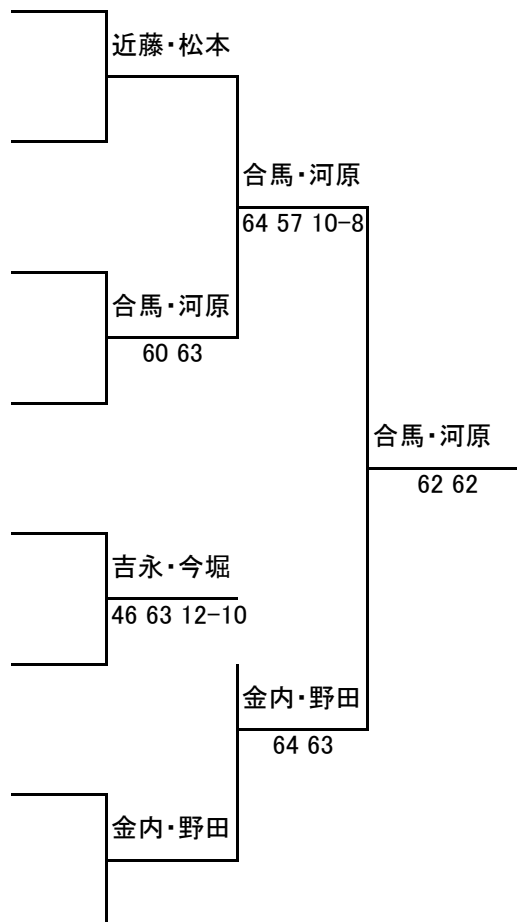 近藤・松本
合馬・河原
64 57 10-8
合馬・河原
60 63
合馬・河原
62 62
吉永・今堀
46 63 12-10
金内・野田
64 63
金内・野田